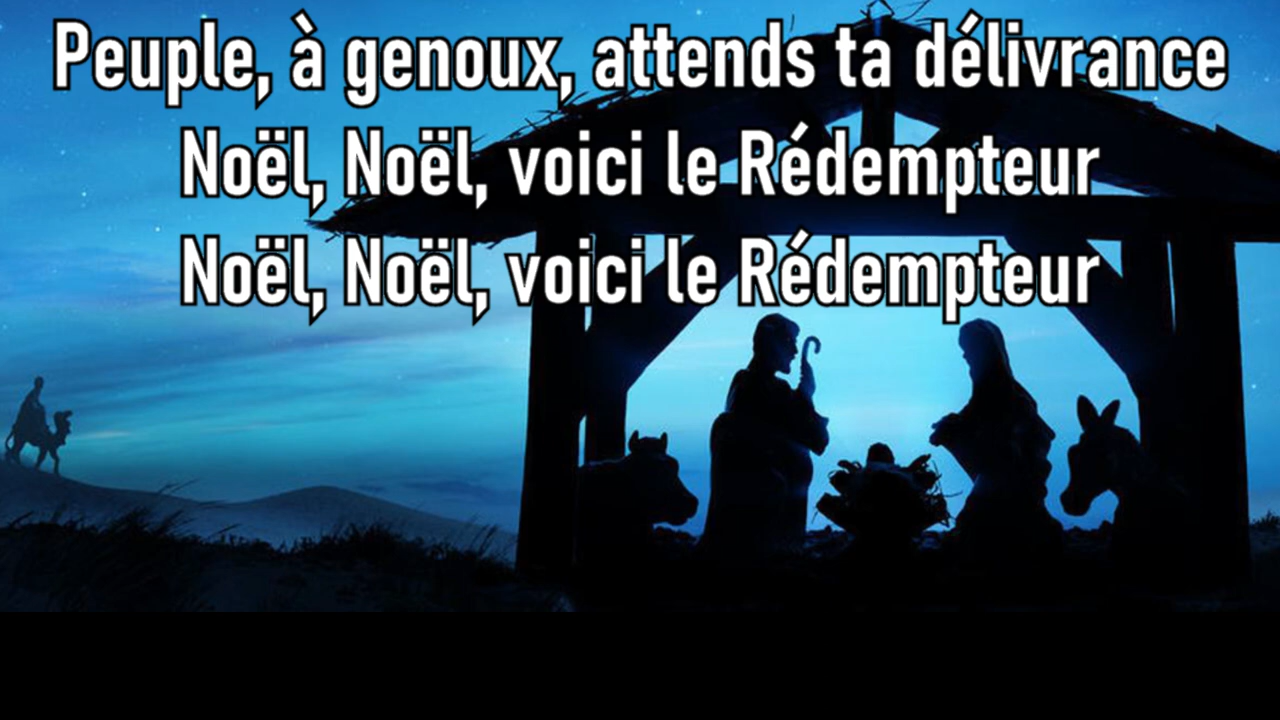 Peuple, à genoux, attends ta délivrance
Noël, Noël, voici le Rédempteur
Noël, Noël, voici le Rédempteur